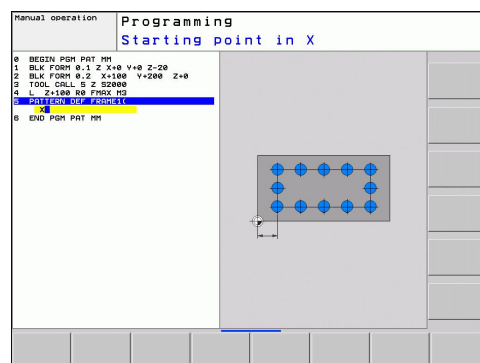 Manual operation
Programming
Starting point in X
0 BEGIN PGM PAT MM
1 BLK FORM 0.1 Z X+0 Y+0 Z-20
2 BLK FORM 0.2 X+100 Y+200 Z+0
3 TOOL CALL 5 Z S2000
4 L Z+100 R0 FMAX M3
5 PATTERN DEF FRAME1(
X
6 END PGM PAT MM